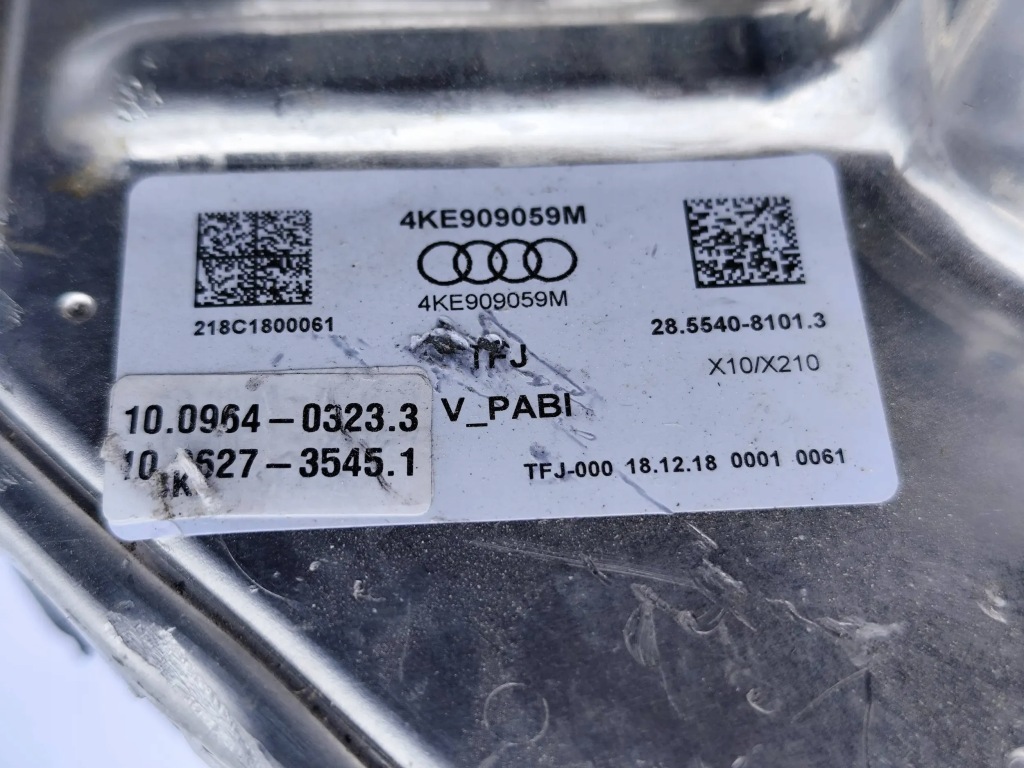 4KE909059M
4KE909059M
218C1800061
28.5540-8101.3
TFJ
X10/X210
V_PABI
10.0964-0323.3
3545.1
TFJ-000 18.12.18 0001 0061